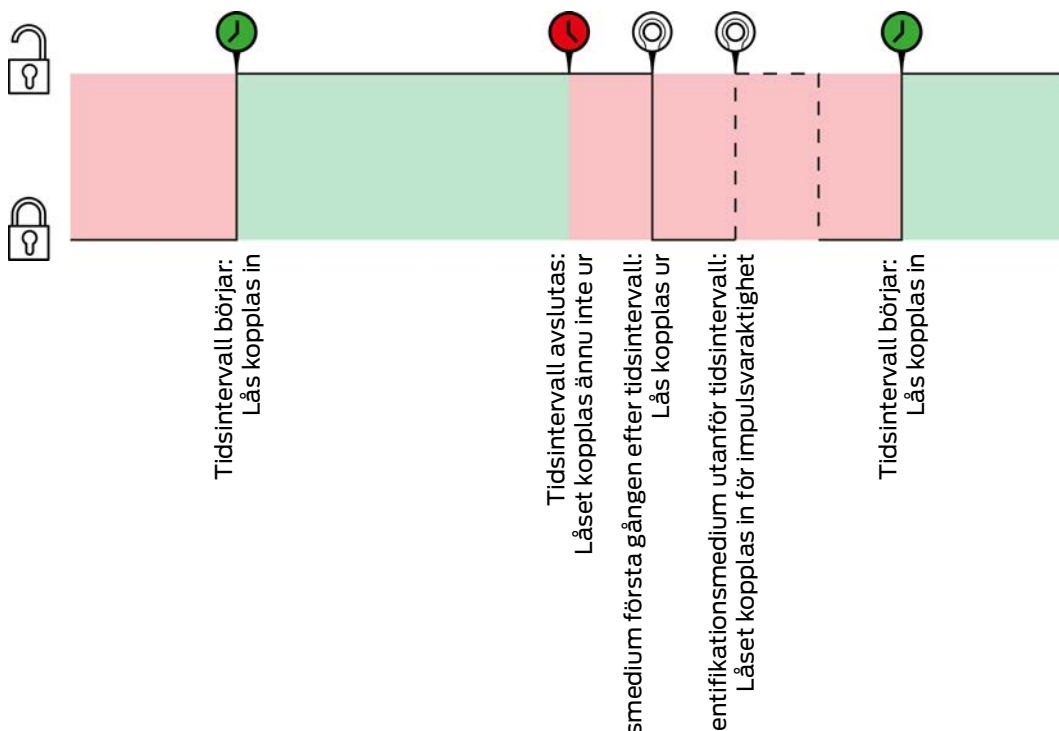 Tidsintervall börjar:
Lås kopplas in
Tidsintervall avslutas:
Låset kopplas ännu inte ur
smedium första gången efter tidsintervall:
Lås kopplas ur
entifikationsmedium utanför tidsintervall:
Låset kopplas in för impulsvaraktighet
Tidsintervall börjar:
Lås kopplas in